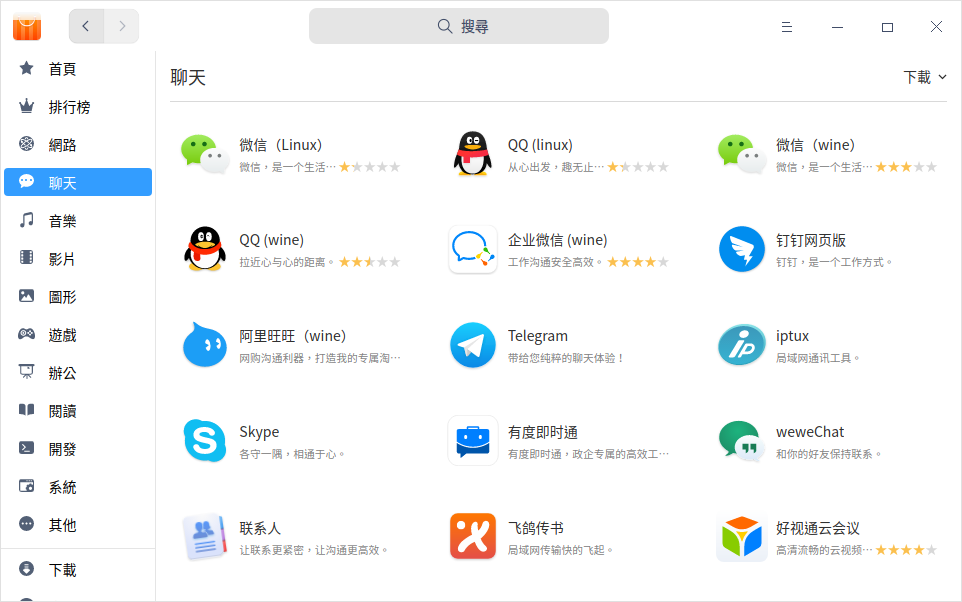 搜尋
首頁
排行榜
網路
聊天
音樂
影片
圖形
遊戲
辦公
閱讀
開發
系統
其他
下載
聊天
下載
微信（Linux）
微信，是一个生活…
QQ (linux)
从心出发，趣无止…
微信（wine）
微信，是一个生活…
QQ (wine)
拉近心与心的距离。
企业微信 (wine)
工作沟通安全高效。
钉钉网页版
钉钉，是一个工作方式。
阿里旺旺（wine）
网购沟通利器，打造我的专属淘…
Telegram
带给您纯粹的聊天体验！
iptux
局域网通讯工具。
Skype
各守一隅，相通于心。
有度即时通
有度即时通，政企专属的高效工…
weweChat
和你的好友保持联系。
联系人
让联系更紧密，让沟通更高效。
飞鸽传书
局域网传输快的飞起。
好视通云会议
高清流畅的云视频…